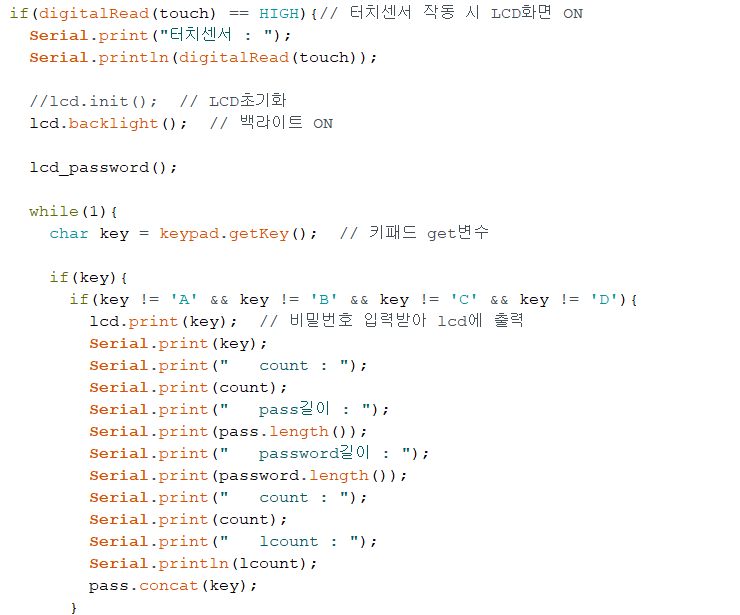 if(digitalRead(touch) == HIGH){// 터치센서 작동 시 LCD화면 ON
Serial.print("터치센서 : ");
Serial.println(digitalRead(touch));
//lcd.init();  // LCD초기화
lcd.backlight();  // 백라이트 ON
lcd_password();
while(1){
char key = keypad.getKey();  // 키패드 get변수
if(key){
if(key != 'A' && key != 'B' && key != 'C' && key != 'D'){
lcd.print(key);  // 비밀번호 입력받아 lcd에 출력
Serial.print(key);
Serial.print("   count : ");
Serial.print(count);
Serial.print("   pass길이 : ");
Serial.print(pass.length());
Serial.print("   password길이 : ");
Serial.print(password.length());
Serial.print("   count : ");
Serial.print(count);
Serial.print("   lcount : ");
Serial.println(lcount);
pass.concat(key);
}